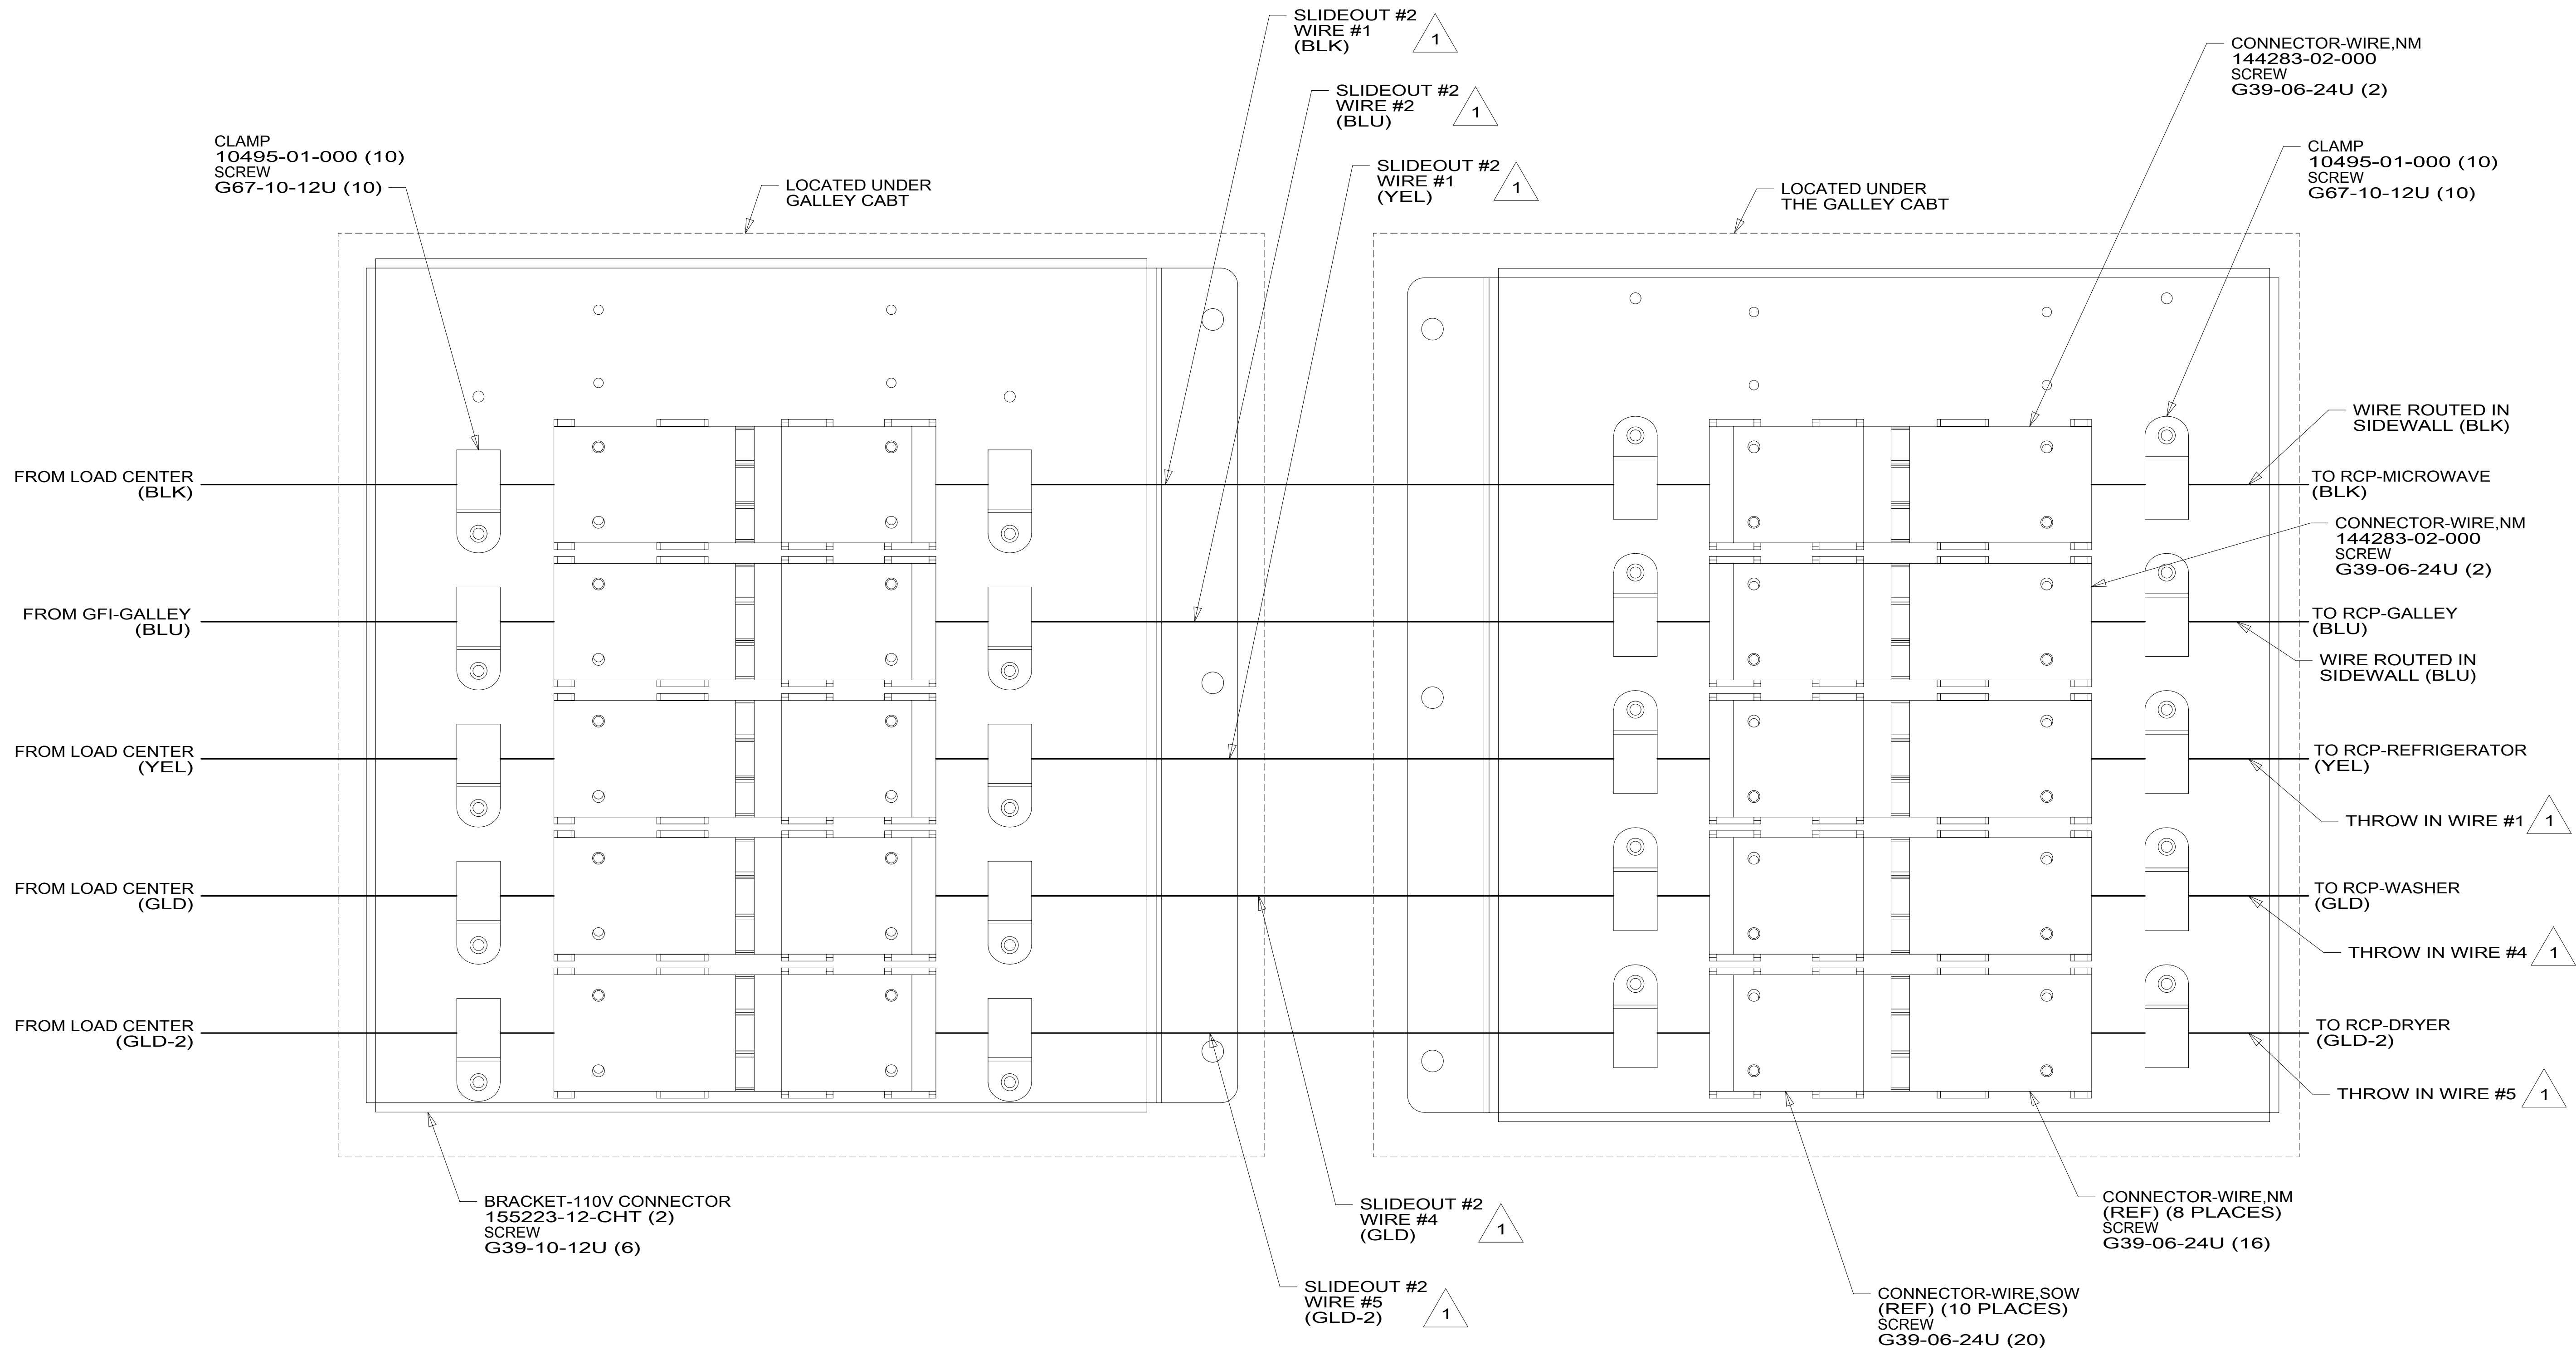 SLIDEOUT #2
WIRE #1
(BLK)
1
CONNECTOR-WIRE,NM
144283-02-000
SCREW
G39-06-24U (2)
SLIDEOUT #2
WIRE #2
(BLU)
1
CLAMP
10495-01-000 (10)
SCREW
G67-10-12U (10)
CLAMP
10495-01-000 (10)
SCREW
G67-10-12U (10)
SLIDEOUT #2
WIRE #1
(YEL)
1
LOCATED UNDER
GALLEY CABT
LOCATED UNDER
THE GALLEY CABT
WIRE ROUTED IN
SIDEWALL (BLK)
FROM LOAD CENTER
(BLK)
TO RCP-MICROWAVE
(BLK)
CONNECTOR-WIRE,NM
144283-02-000
SCREW
G39-06-24U (2)
FROM GFI-GALLEY
(BLU)
TO RCP-GALLEY
(BLU)
WIRE ROUTED IN
SIDEWALL (BLU)
FROM LOAD CENTER
(YEL)
TO RCP-REFRIGERATOR
(YEL)
THROW IN WIRE #1
1
FROM LOAD CENTER
(GLD)
TO RCP-WASHER
(GLD)
THROW IN WIRE #4
1
FROM LOAD CENTER
(GLD-2)
TO RCP-DRYER
(GLD-2)
THROW IN WIRE #5
1
BRACKET-110V CONNECTOR
155223-12-CHT (2)
SCREW
G39-10-12U (6)
SLIDEOUT #2
WIRE #4
(GLD)
1
CONNECTOR-WIRE,NM
(REF) (8 PLACES)
SCREW
G39-06-24U (16)
SLIDEOUT #2
WIRE #5
(GLD-2)
1
CONNECTOR-WIRE,SOW
(REF) (10 PLACES)
SCREW
G39-06-24U (20)